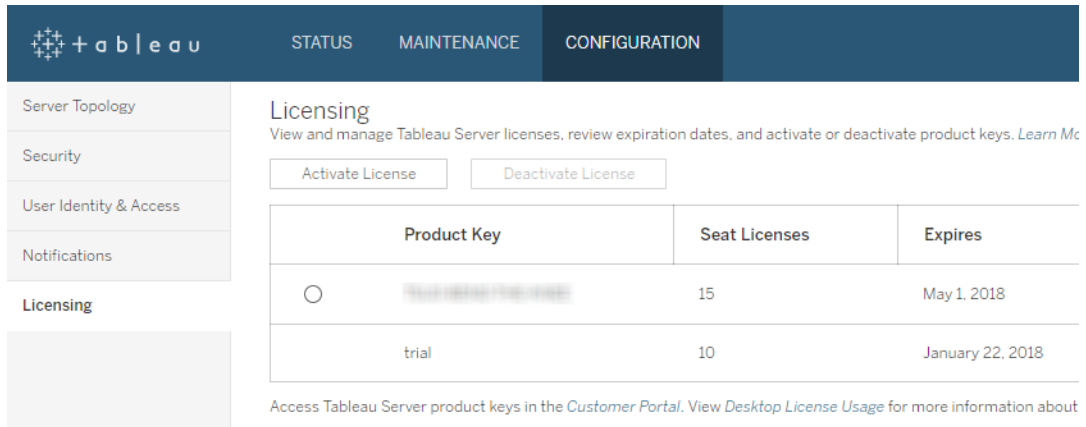 + a b l e a u STATUS MAINTENANCE CONFIGURATION
Server Topology
Security
User Identity & Access
Notifications
Licensing
Licensing
View and manage Tableau Server licenses, review expiration dates, and activate or deactivate product keys. Learn
Activate License Deactivate License
Product Key Seat Licenses Expires
15 May 1, 2018
trial 10 January 22, 2018
Access Tableau Server product keys in the Customer Portal. View Desktop License Usage for more information about